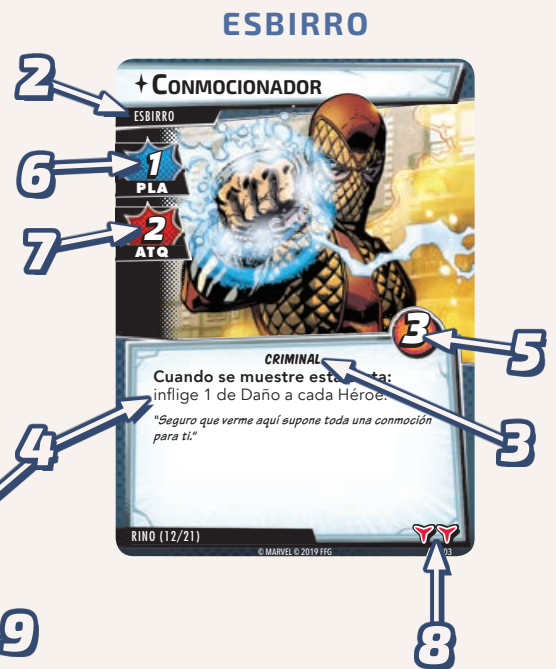 ESBIRRO
2
CONMOCIONADOR
ESBIRRO
6
1
PLA
7
2
ATQ
3
5
CRIMINAL
Cuando se muestre esta
inflige 1 de Daño a cada Héroe.
"Seguro que verme aquí supone toda una conmoción
para ti."
4
3
RINO (12/21)
© MARVEL © 2019 FFG
9
8